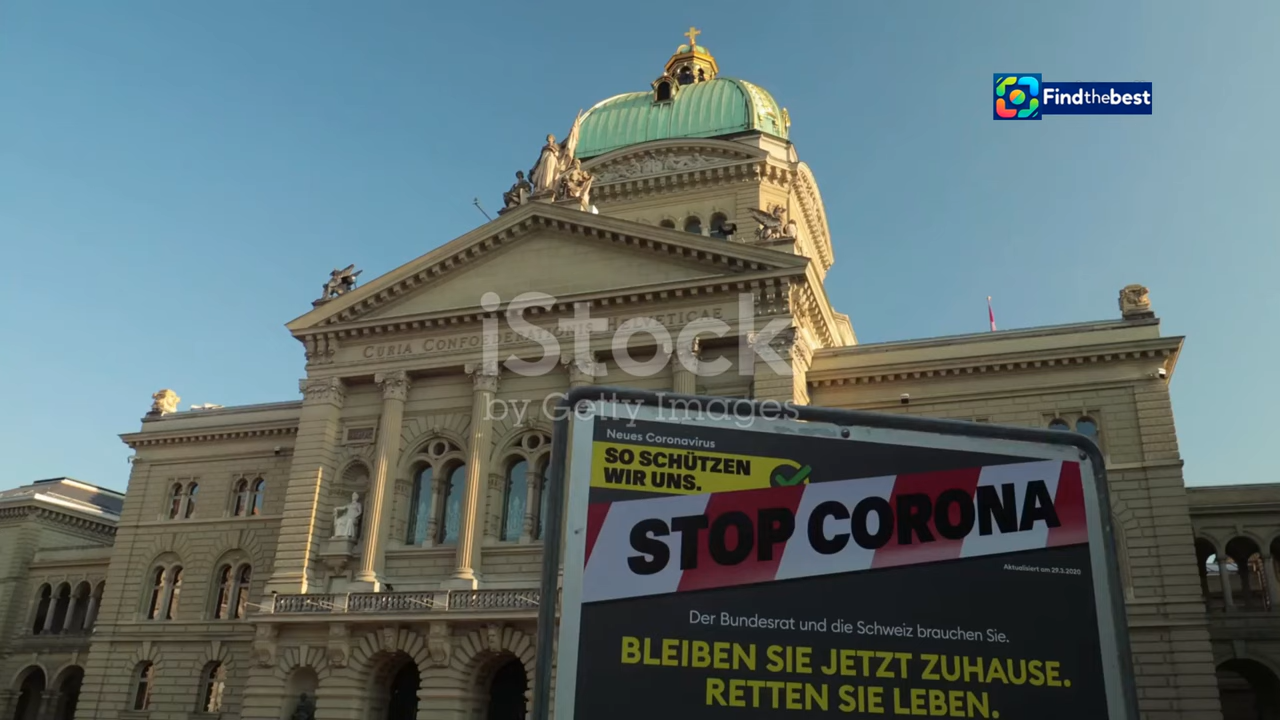 Findthebest
CURIA CONFOEDERATIONIS HELVETICAE
iStock
by Getty Images
Neues Coronavirus
SO SCHÜTZEN
WIR UNS.
STOP CORONA
Aktualisiert am 29.3.2020
Der Bundesrat und die Schweiz brauchen Sie.
BLEIBEN SIE JETZT ZUHAUSE.
RETTEN SIE LEBEN.